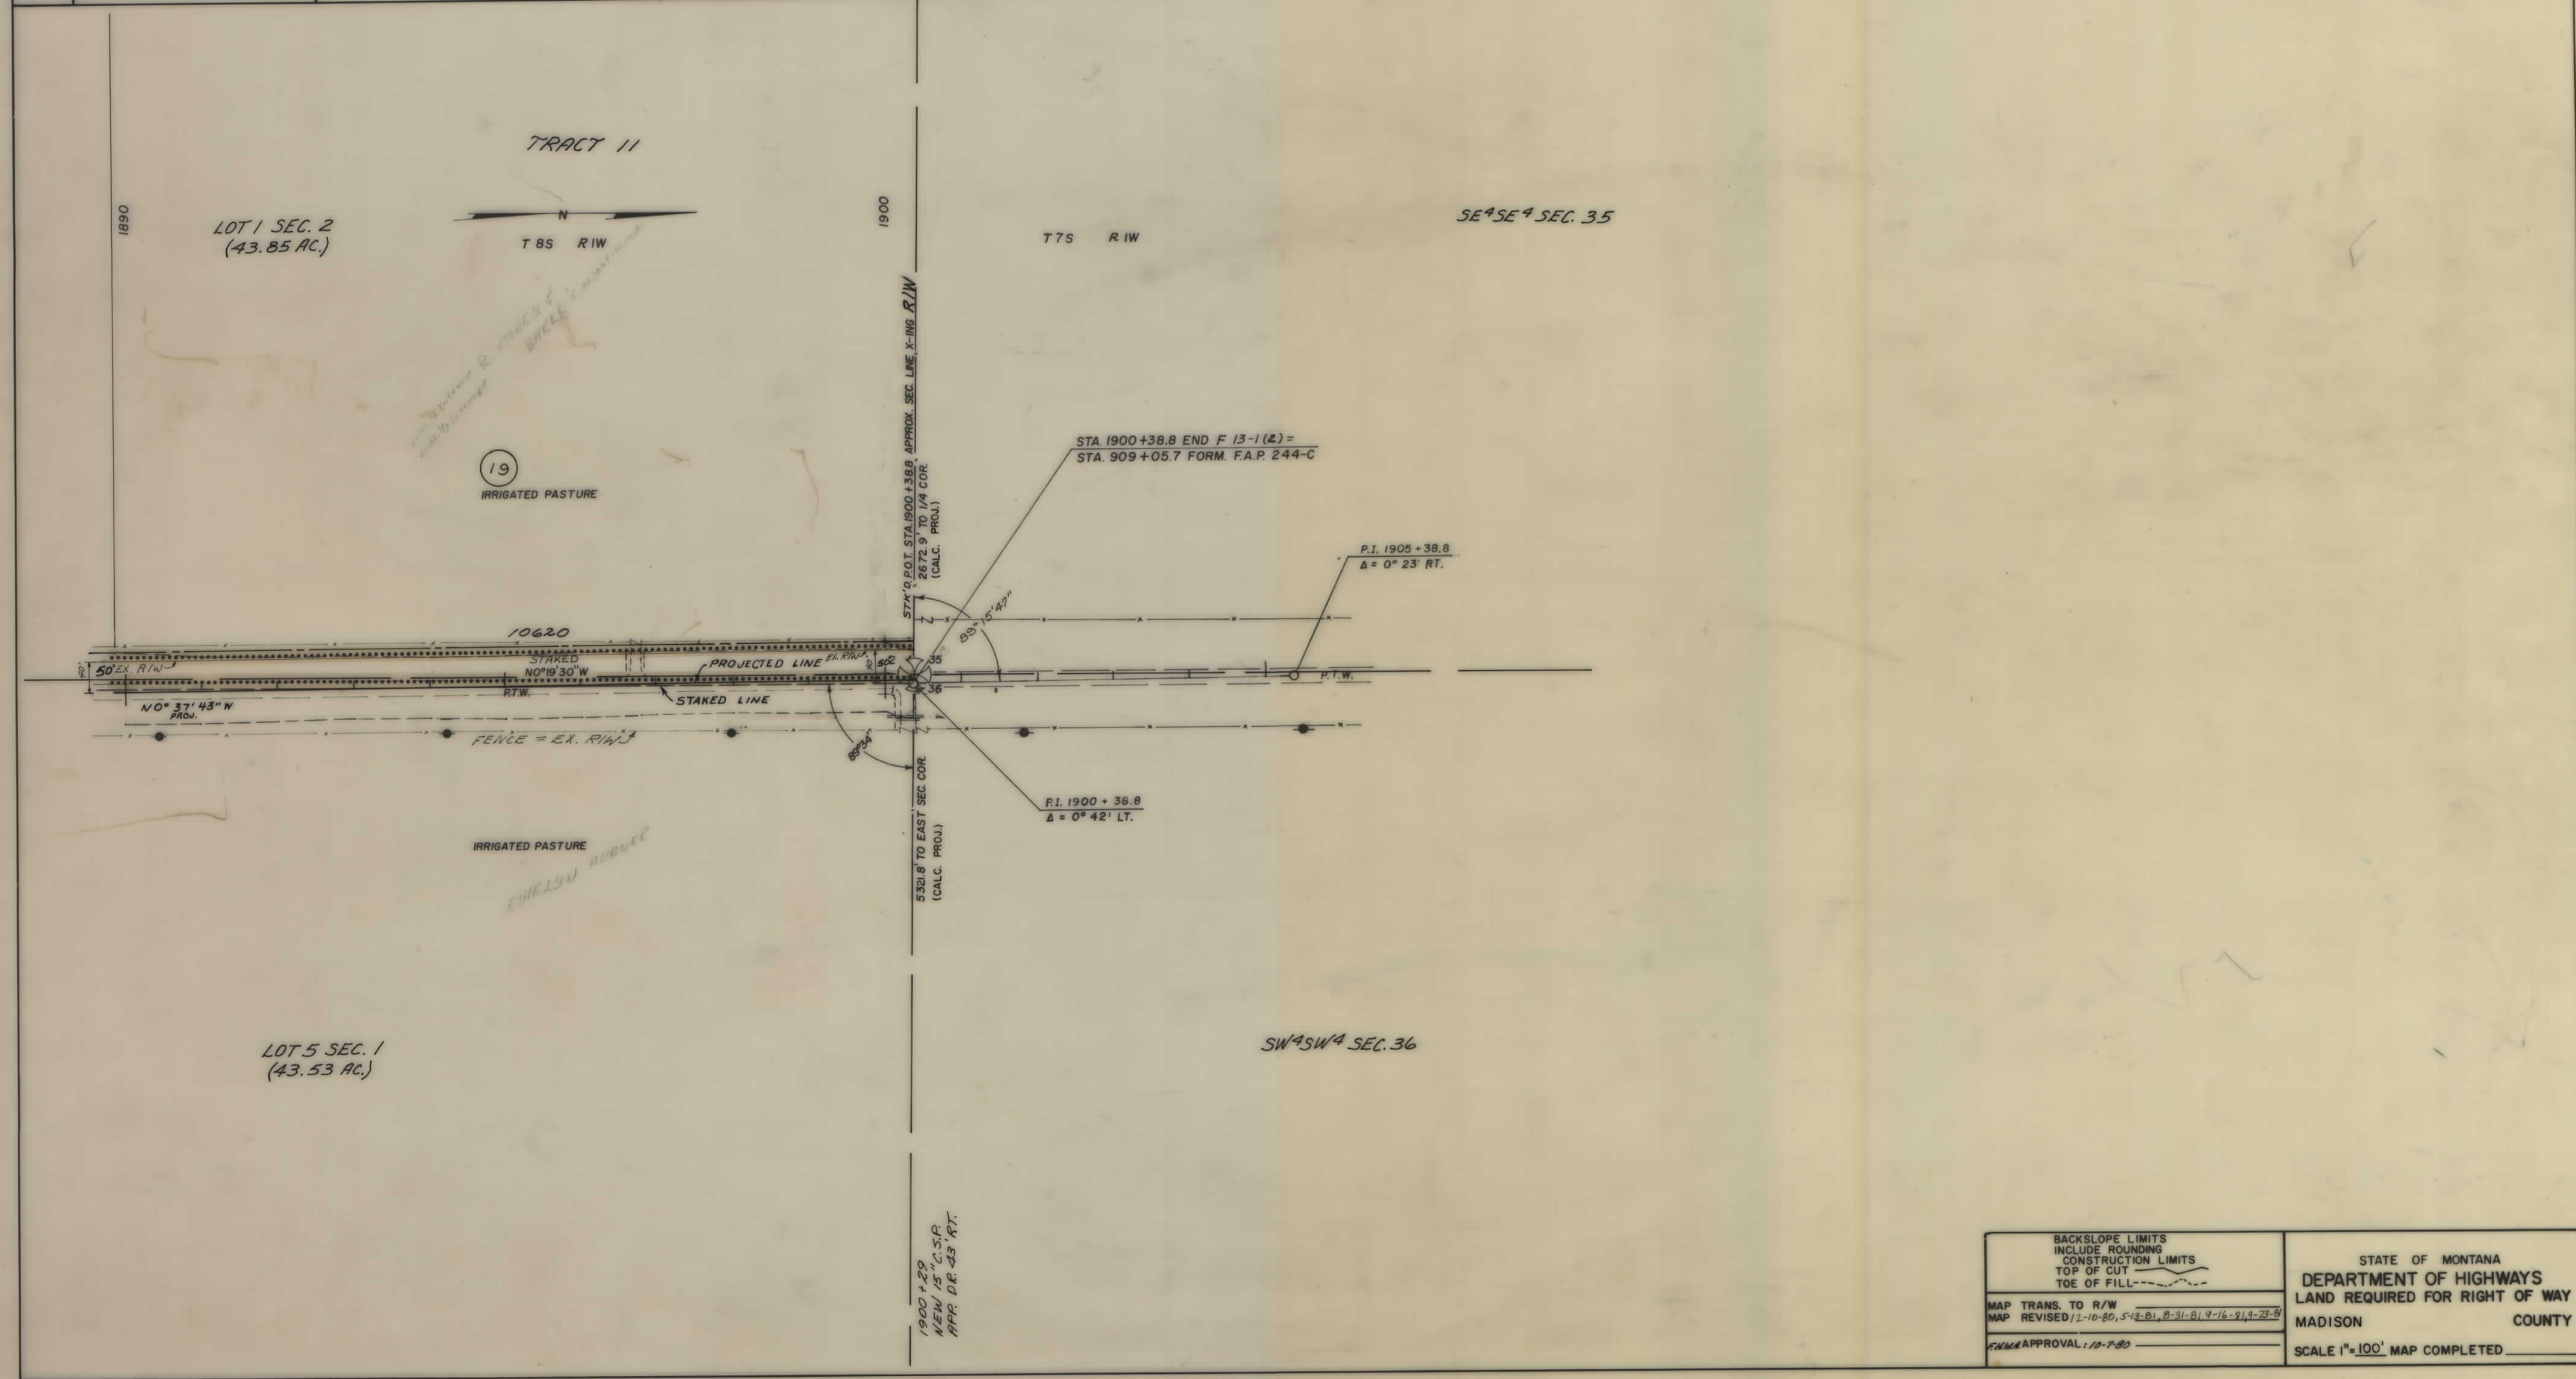 TRACT 11
1890
LOT 1 SEC. 2
(43.85 AC.)
N
T 8S R 1W
1900
T 7S R 1W
SE⁴SE⁴ SEC. 35
STK'D. P.O.T. STA. 1900+38.8 APPROX. SEC. LINE, X-ING R/W
2672.9' TO 1/4 COR.
(CALC. PROJ.)
19
IRRIGATED PASTURE
STA. 1900+38.8 END F 13-1(2) =
STA. 909+05.7 FORM. F.A.P. 244-C
P.I. 1905+38.8
Δ = 0° 23' RT.
89°15'47"
10620
50' EX. R/W
STAKED
N0°19'30"W
PROJECTED LINE
EX. R/W
50'
2
35
36
P.T.W.
P.T.W.
STAKED LINE
N0° 37' 43" W
PROJ.
FENCE = EX. R/W
89°34'
5321.8' TO EAST SEC. COR.
(CALC. PROJ.)
P.I. 1900 + 38.8
Δ = 0° 42' LT.
IRRIGATED PASTURE
LOT 5 SEC. 1
(43.53 AC.)
SW⁴SW⁴ SEC. 36
1900+29
NEW 15" C.S.P.
APP. DR. 43' RT.
BACKSLOPE LIMITS
INCLUDE ROUNDING
CONSTRUCTION LIMITS
TOP OF CUT
TOE OF FILL
MAP TRANS. TO R/W
MAP REVISED 12-10-80, 5-13-81, 8-31-81, 9-16-81, 9-23-81
APPROVAL: 10-7-80
STATE OF MONTANA
DEPARTMENT OF HIGHWAYS
LAND REQUIRED FOR RIGHT OF WAY
MADISON COUNTY
SCALE 1"=100' MAP COMPLETED